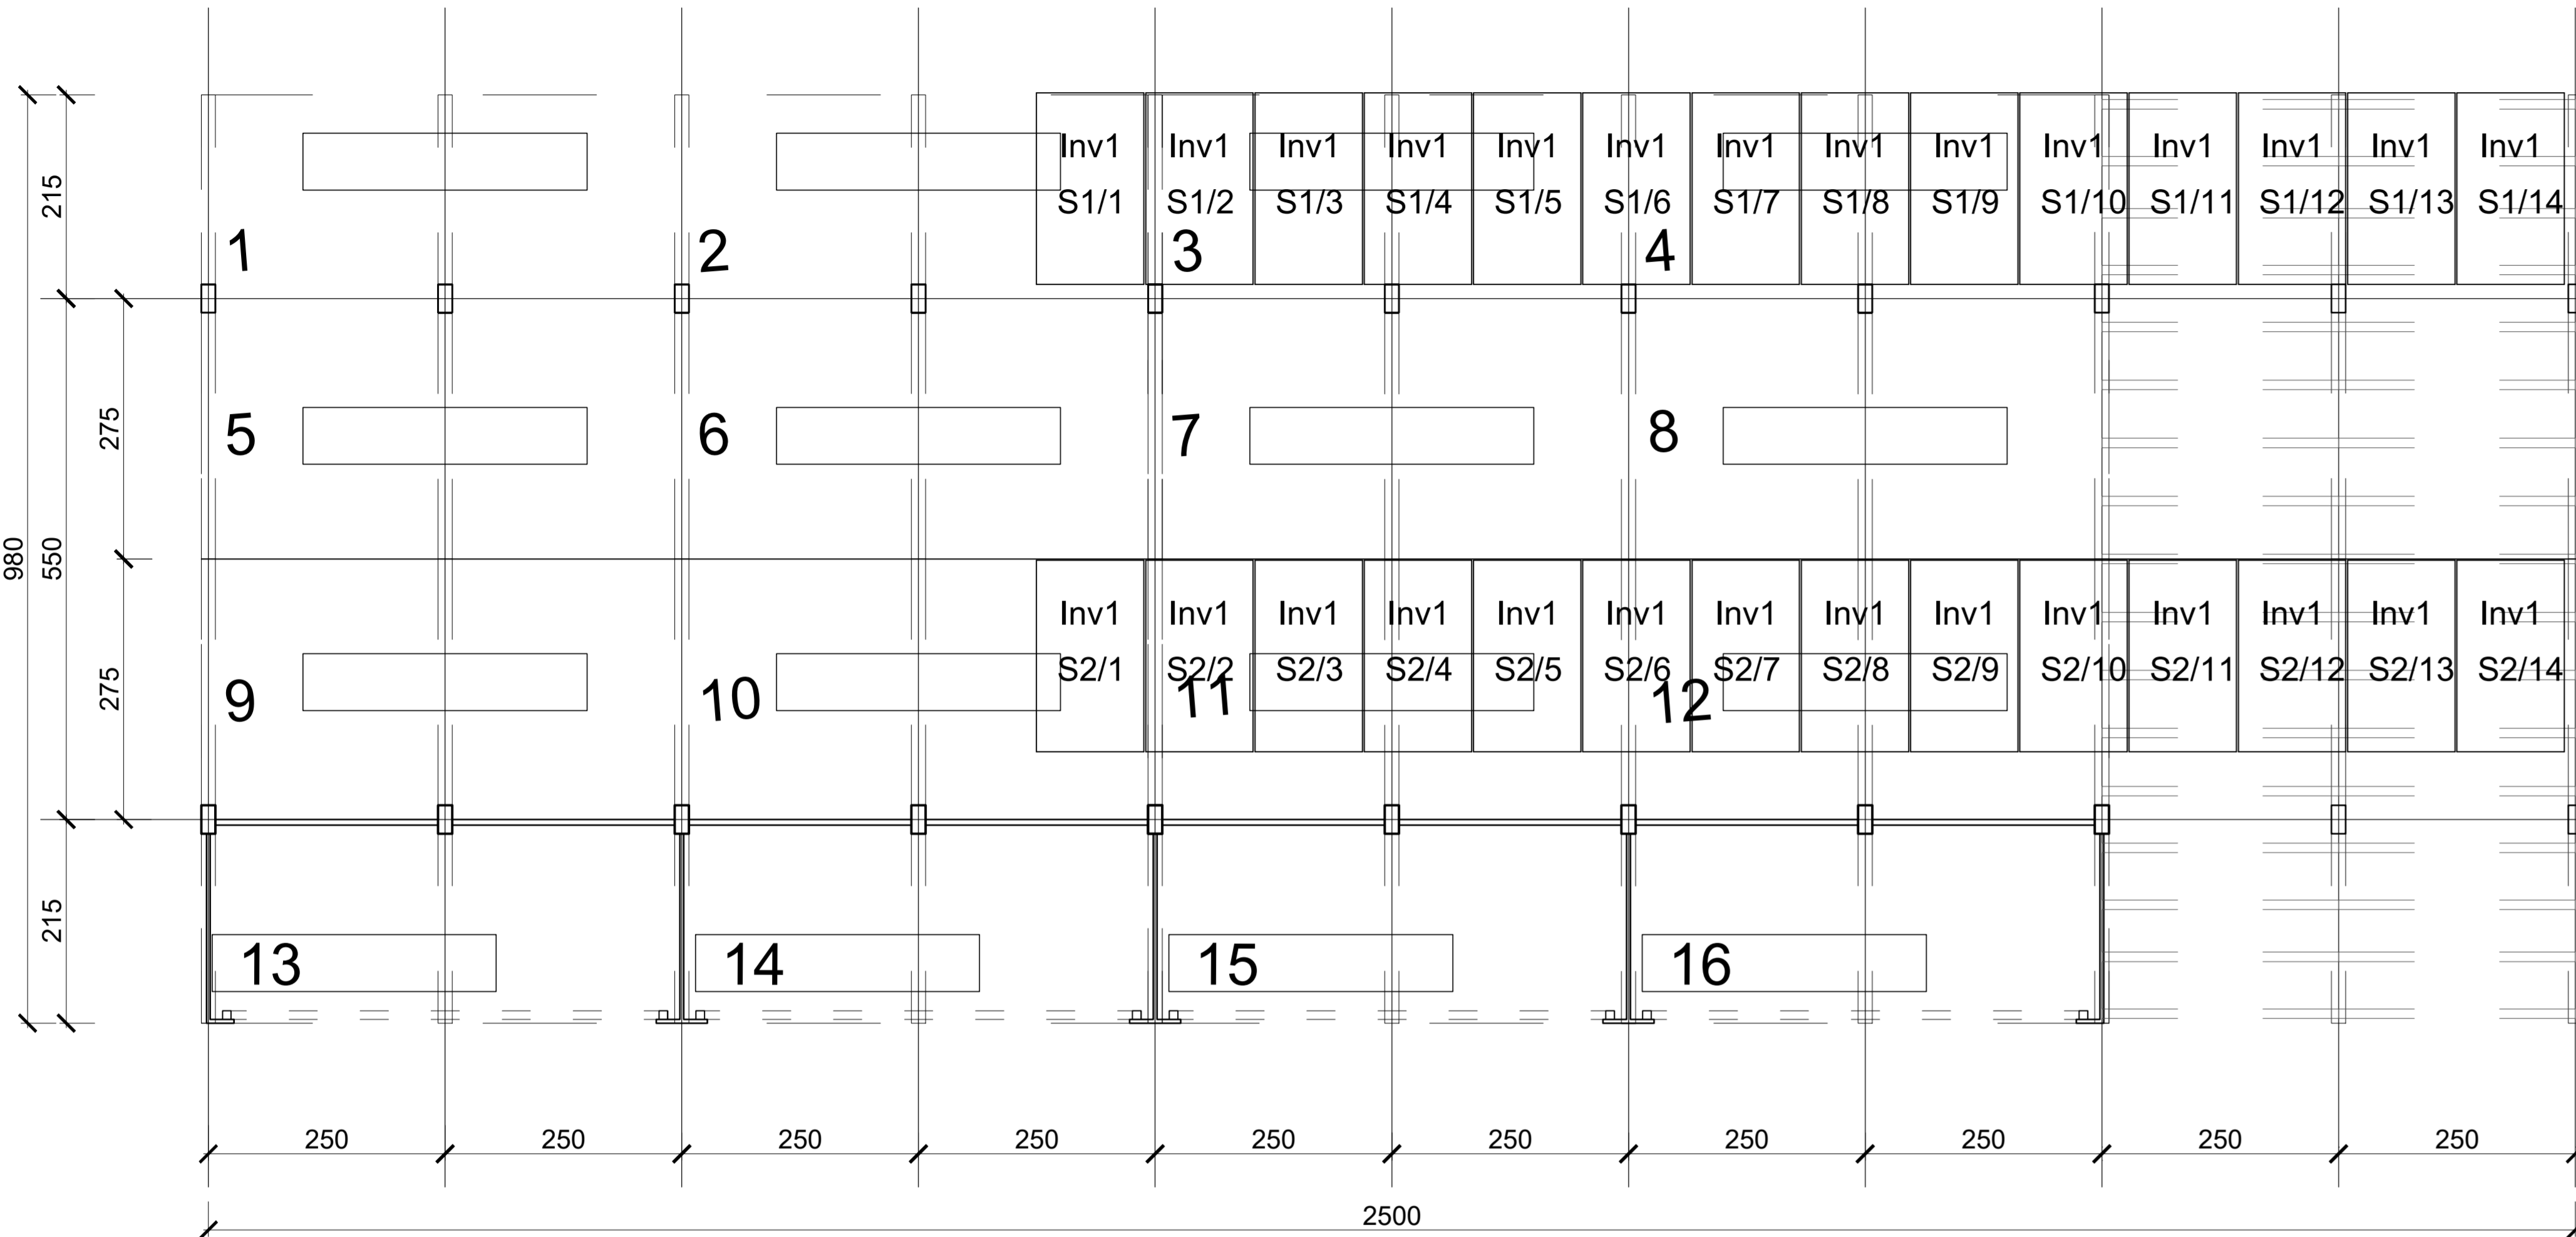 Inv1 Inv1 Inv1 Inv1 Inv1 Inv1 Inv1 Inv1 Inv1 Inv1 Inv1 Inv1 Inv1 Inv1
S1/1 S1/2 S1/3 S1/4 S1/5 S1/6 S1/7 S1/8 S1/9 S1/10 S1/11 S1/12 S1/13 S1/14
215
1 2 3 4
275
5 6 7 8
980
550
Inv1 Inv1 Inv1 Inv1 Inv1 Inv1 Inv1 Inv1 Inv1 Inv1 Inv1 Inv1 Inv1 Inv1
S2/1 S2/2 S2/3 S2/4 S2/5 S2/6 S2/7 S2/8 S2/9 S2/10 S2/11 S2/12 S2/13 S2/14
275
9 10 11 12
215
13 14 15 16
250 250 250 250 250 250 250 250 250 250
2500